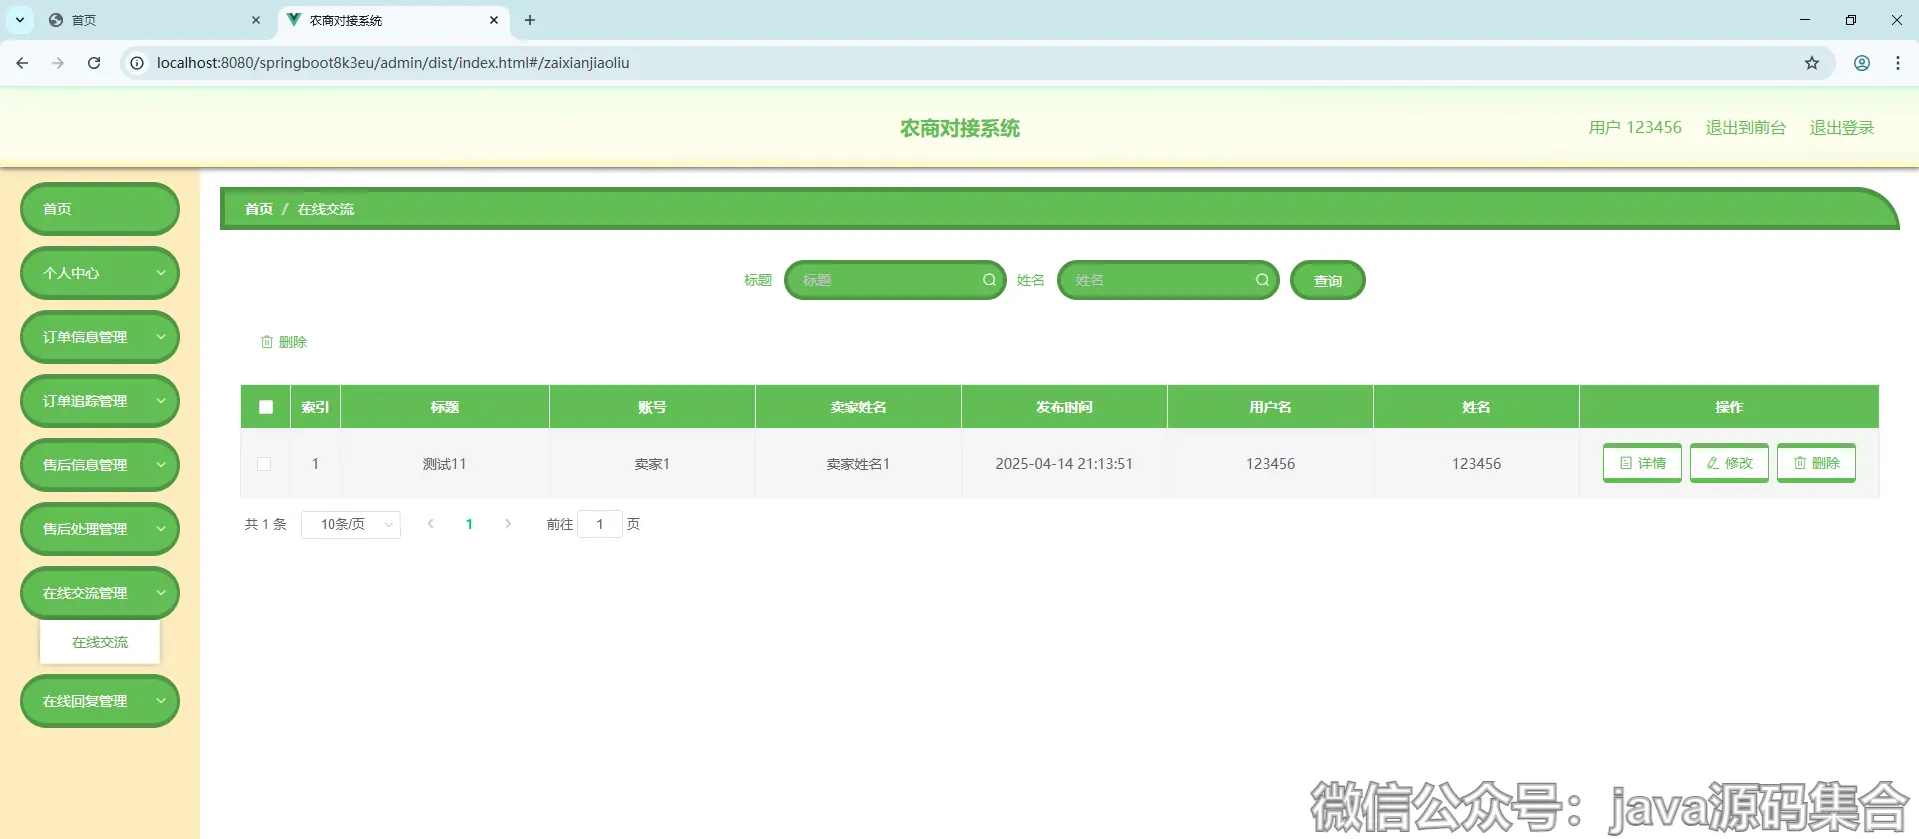 首页
农商对接系统
localhost:8080/springboot8k3eu/admin/dist/index.html#/zaixianjiaoliu
农商对接系统
用户 123456 退出到前台 退出登录
首页
个人中心
订单信息管理
订单追踪管理
售后信息管理
售后处理管理
在线交流管理
在线交流
在线回复管理
首页 / 在线交流
标题 标题 姓名 姓名 查询
删除
索引 标题 账号 卖家姓名 发布时间 用户名 姓名 操作
1 测试11 卖家1 卖家姓名1 2025-04-14 21:13:51 123456 123456 详情 修改 删除
共 1 条 10条/页 1 前往 1 页
微信公众号：java源码集合